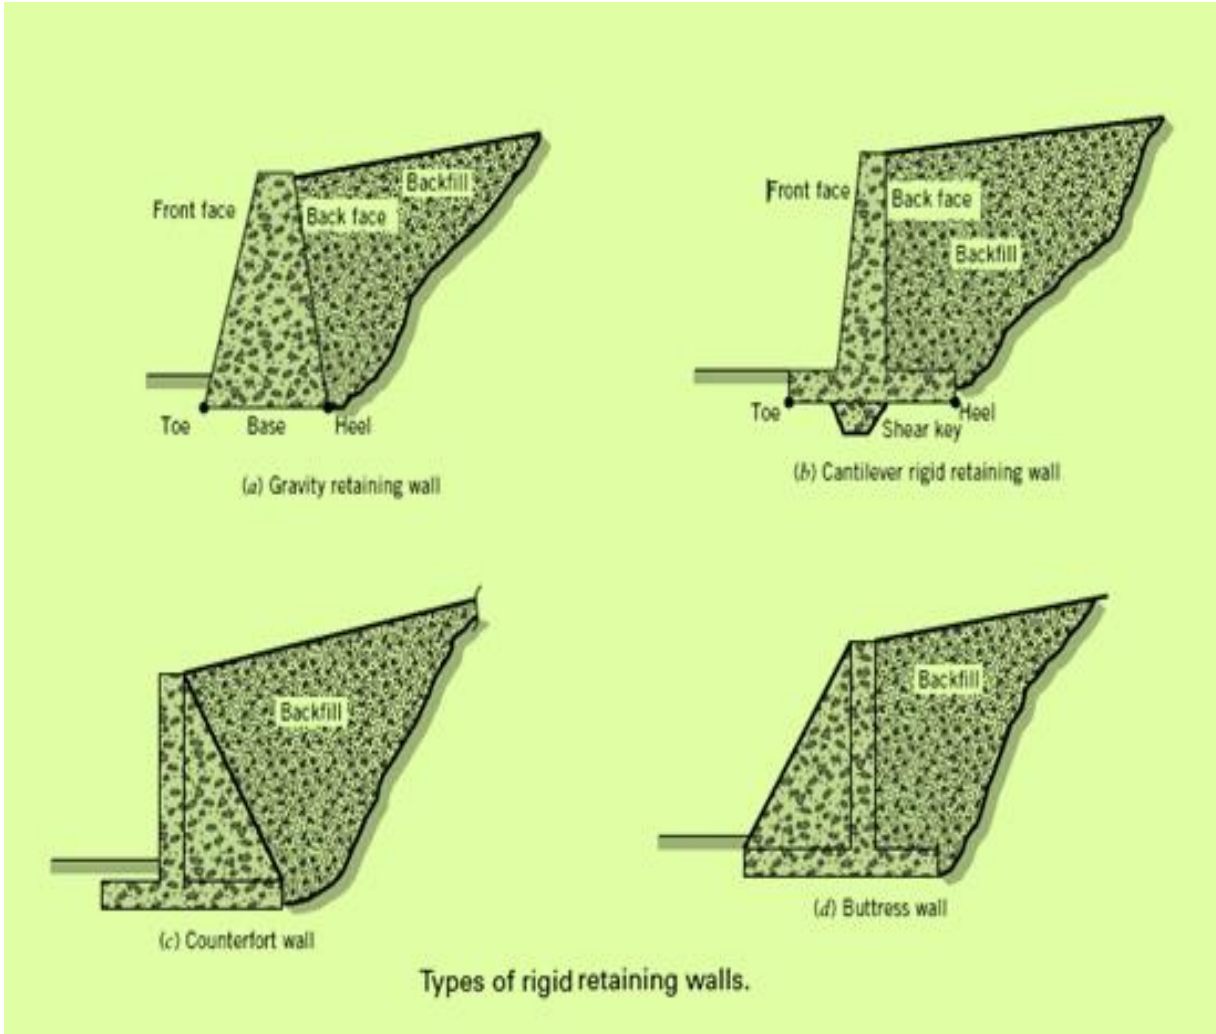 Backfill
Front face
Back face
Toe
Base
Heel
(a) Gravity retaining wall
Front face
Back face
Backfill
Toe
Heel
Shear key
(b) Cantilever rigid retaining wall
Backfill
(c) Counterfort wall
Backfill
(d) Buttress wall
Types of rigid retaining walls.